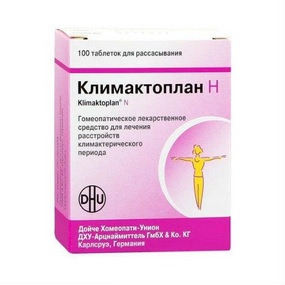 100 таблеток для рассасывания
Климактоплан Н
Klimaktoplan® N
Гомеопатическое лекарственное
средство для лечения
расстройств
климактерического
периода
DHU
Дойче Хомеопати-Унион
ДХУ-Арцнаймиттель ГмбХ & Ко. КГ
Карлсруэ, Германия